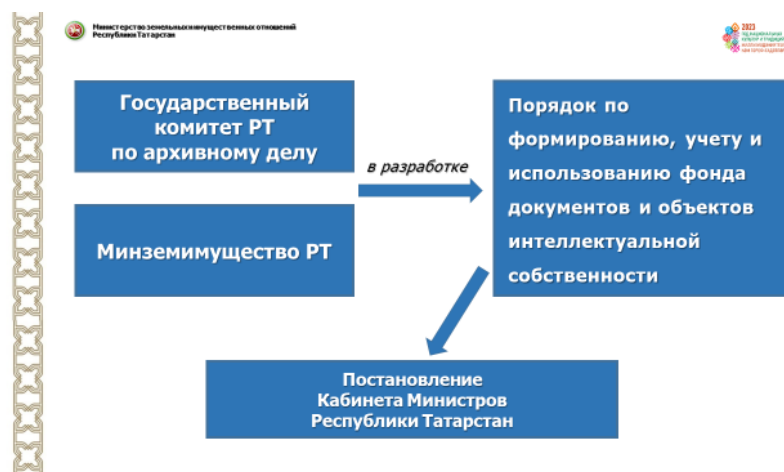 Министерство земельных и имущественных отношений
Республики Татарстан
2023
Государственный
комитет РТ
по архивному делу
в разработке
Минземимущество РТ
Порядок по
формированию, учету и
использованию фонда
документов и объектов
интеллектуальной
собственности
Постановление
Кабинета Министров
Республики Татарстан